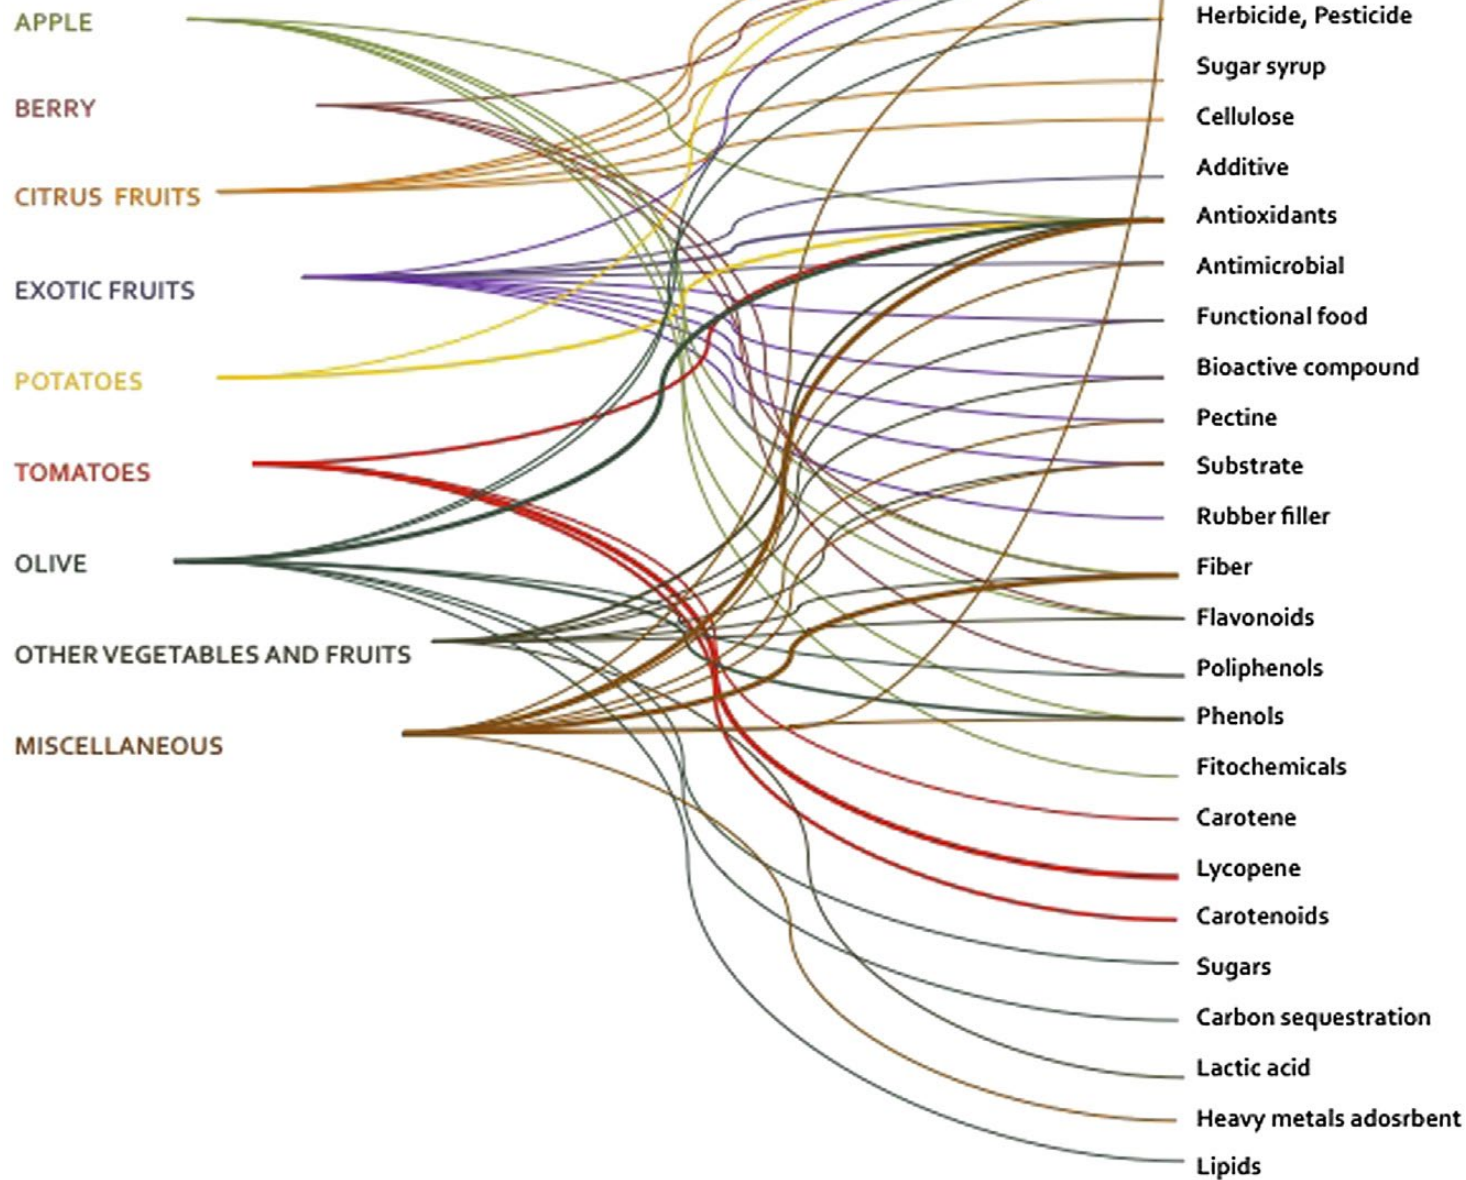 APPLE
BERRY
CITRUS FRUITS
EXOTIC FRUITS
POTATOES
TOMATOES
OLIVE
OTHER VEGETABLES AND FRUITS
MISCELLANEOUS
Herbicide, Pesticide
Sugar syrup
Cellulose
Additive
Antioxidants
Antimicrobial
Functional food
Bioactive compound
Pectine
Substrate
Rubber filler
Fiber
Flavonoids
Poliphenols
Phenols
Fitochemicals
Carotene
Lycopene
Carotenoids
Sugars
Carbon sequestration
Lactic acid
Heavy metals adosrbent
Lipids